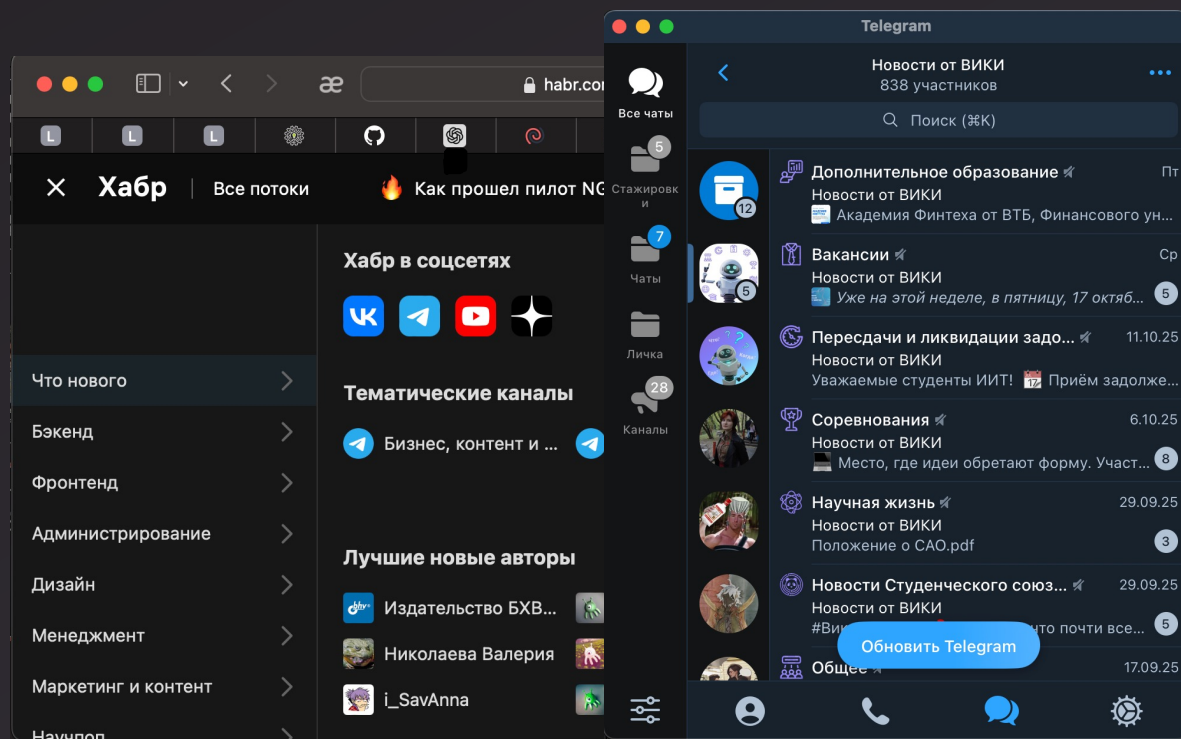 habr.co
L
L
L
Хабр
Все потоки
Как прошел пилот NG
Что нового
Бэкенд
Фронтенд
Администрирование
Дизайн
Менеджмент
Маркетинг и контент
Научпоп
Хабр в соцсетях
Тематические каналы
Бизнес, контент и ...
Лучшие новые авторы
Издательство БХВ...
Николаева Валерия
i_SavAnna
Telegram
Все чаты
5
Стажировк
и
7
Чаты
Личка
28
Каналы
Новости от ВИКИ
838 участников
Поиск (⌘K)
12
5
Дополнительное образование
Пт
Новости от ВИКИ
Академия Финтеха от ВТБ, Финансового ун...
Вакансии
Ср
Новости от ВИКИ
Уже на этой неделе, в пятницу, 17 октяб...
5
Пересдачи и ликвидации задо...
11.10.25
Новости от ВИКИ
Уважаемые студенты ИИТ! 📅 Приём задолже...
Соревнования
6.10.25
Новости от ВИКИ
Место, где идеи обретают форму. Участ...
8
Научная жизнь
29.09.25
Новости от ВИКИ
Положение о САО.pdf
3
Новости Студенческого союз...
29.09.25
Новости от ВИКИ
что почти все...
5
Обновить Telegram
Общее
17.09.25